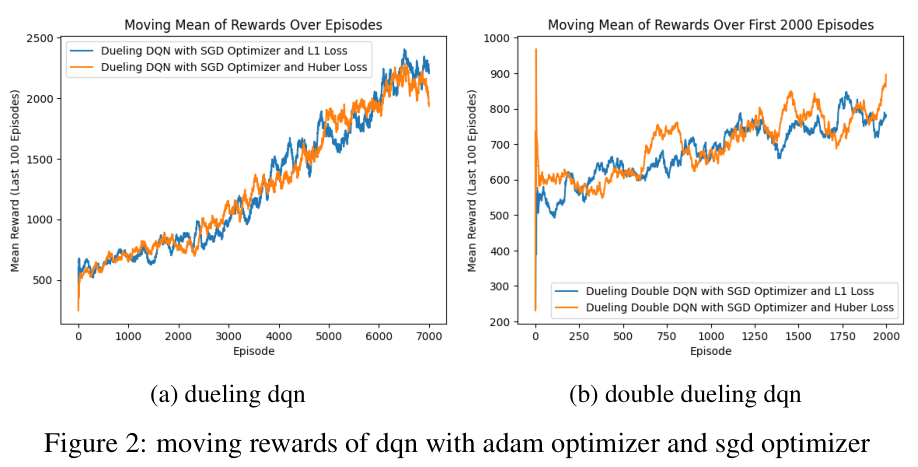 Moving Mean of Rewards Over Episodes
2500
2000
1500
1000
500
Mean Reward (Last 100 Episodes)
Dueling DQN with SGD Optimizer and L1 Loss
Dueling DQN with SGD Optimizer and Huber Loss
0 1000 2000 3000 4000 5000 6000 7000
Episode
(a) dueling dqn
Moving Mean of Rewards Over First 2000 Episodes
1000
900
800
700
600
500
400
300
200
Mean Reward (Last 100 Episodes)
Dueling Double DQN with SGD Optimizer and L1 Loss
Dueling Double DQN with SGD Optimizer and Huber Loss
0 250 500 750 1000 1250 1500 1750 2000
Episode
(b) double dueling dqn
Figure 2: moving rewards of dqn with adam optimizer and sgd optimizer